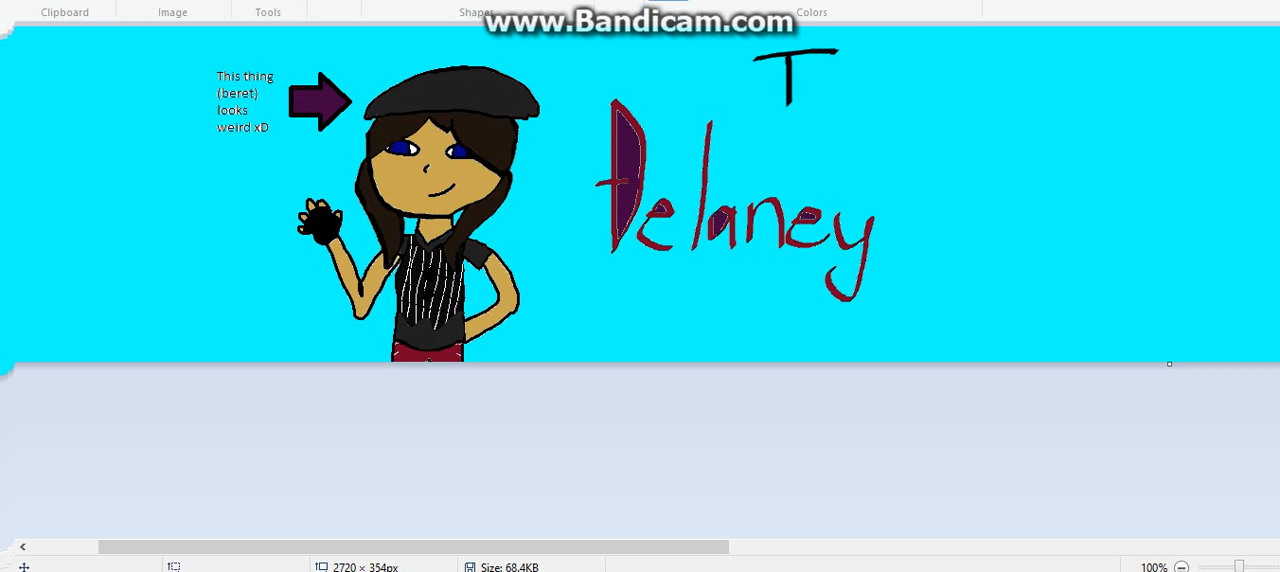 Clipboard
Image
Tools
Shapes
Colors
www.Bandicam.com
This thing
(beret)
looks
weird xD
T
Delaney
2720 × 354px
Size: 68.4KB
100%